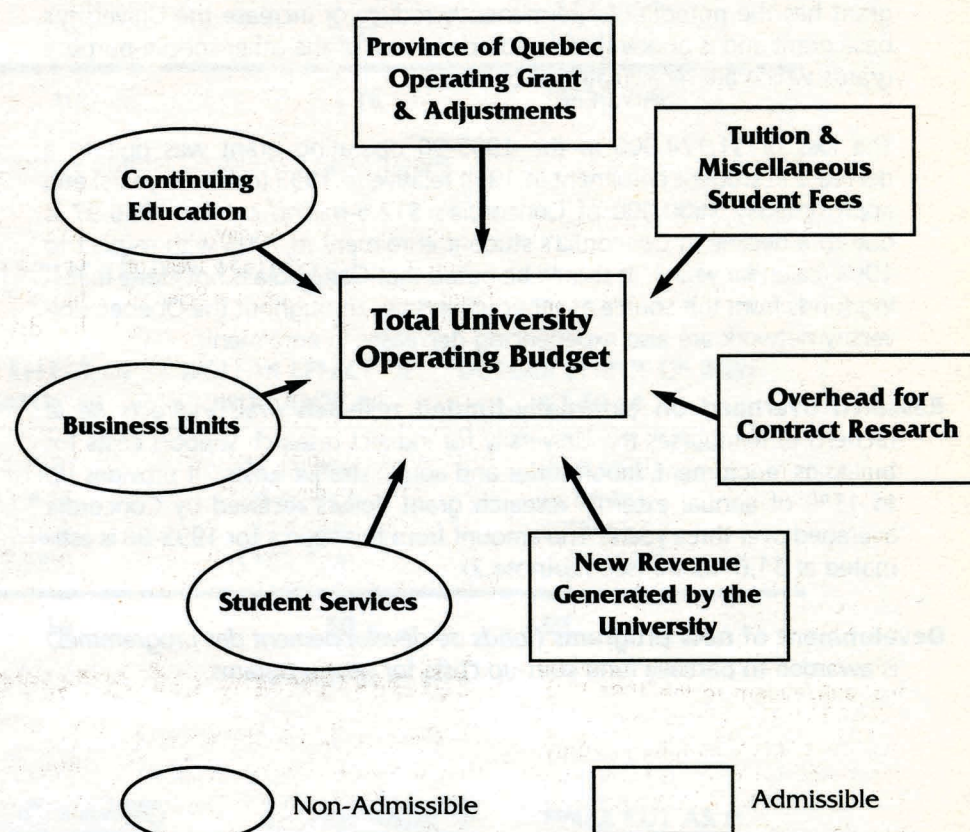 Province of Quebec
Operating Grant
& Adjustments
Tuition &
Miscellaneous
Student Fees
Continuing
Education
Total University
Operating Budget
Overhead for
Contract Research
Business Units
New Revenue
Generated by the
University
Student Services
Non-Admissible
Admissible